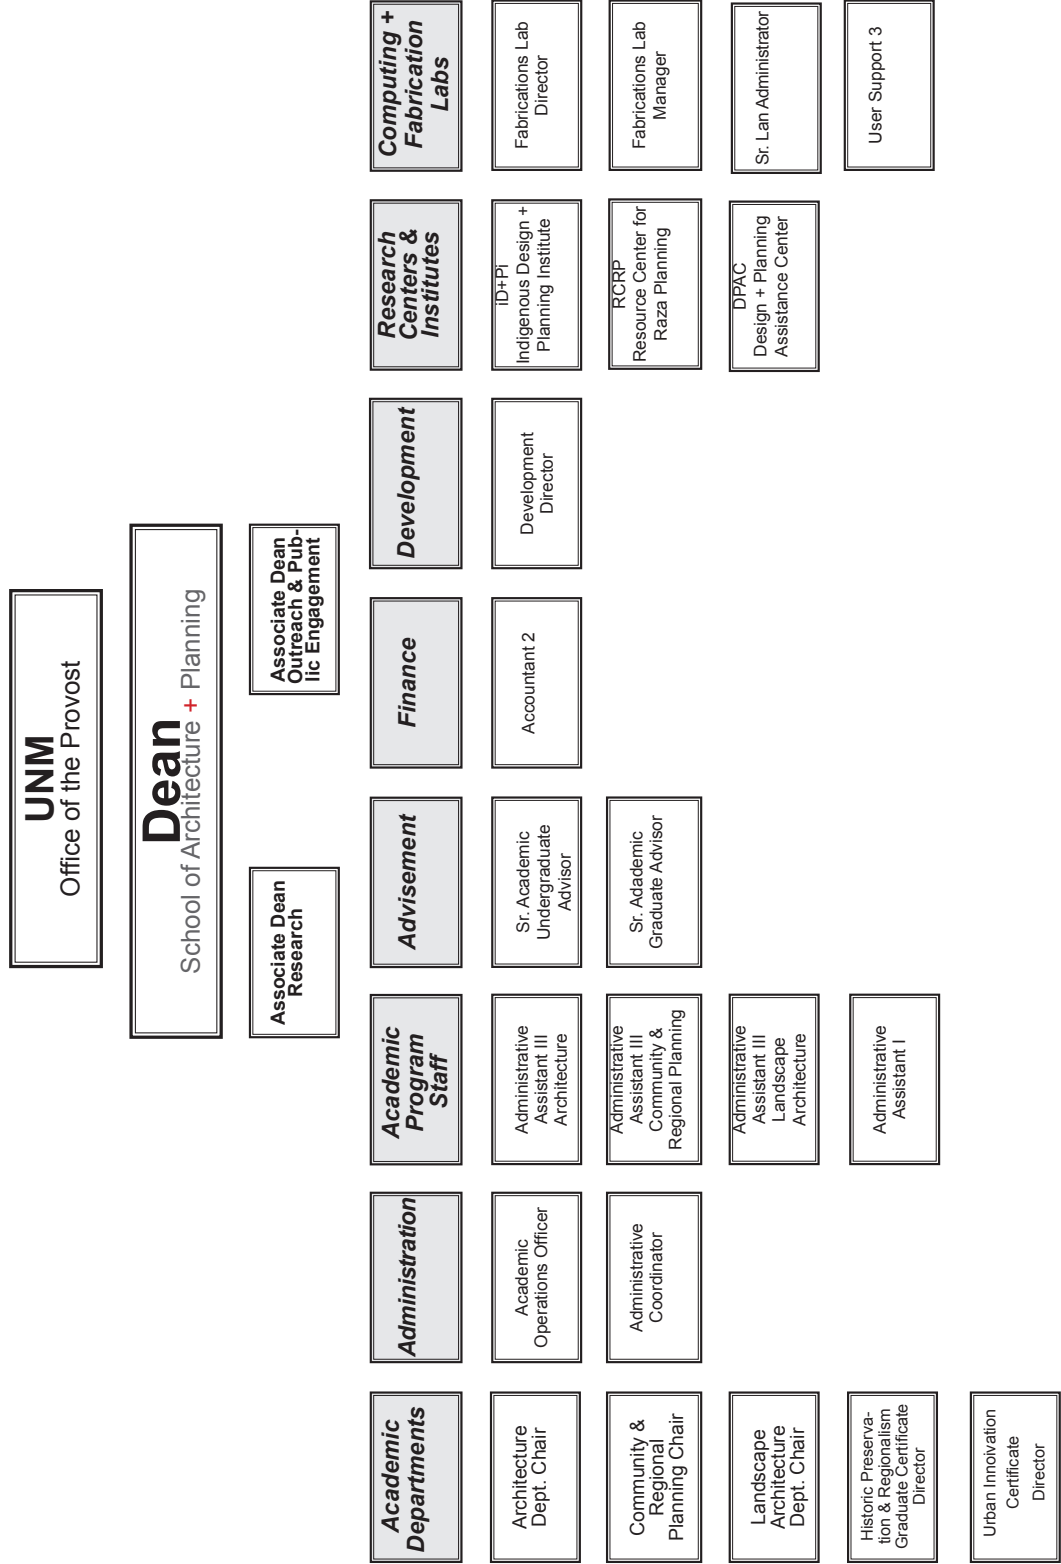 UNM
Office of the Provost
Dean
School of Architecture + Planning
Associate Dean
Research
Associate Dean
Outreach & Pub-
lic Engagement
Academic
Departments
Architecture
Dept. Chair
Community &
Regional
Planning Chair
Landscape
Architecture
Dept. Chair
Historic Preserva-
tion & Regionalism
Graduate Certificate
Director
Urban Innoivation
Certificate
Director
Administration
Academic
Operations Officer
Administrative
Coordinator
Academic
Program
Staff
Administrative
Assistant III
Architecture
Administrative
Assistant III
Community &
Regional Planning
Administrative
Assistant III
Landscape
Architecture
Administrative
Assistant I
Advisement
Sr. Academic
Undergraduate
Advisor
Sr. Adademic
Graduate Advisor
Finance
Accountant 2
Development
Development
Director
Research
Centers &
Institutes
iD+Pi
Indigenous Design +
Planning Institute
RCRP
Resource Center for
Raza Planning
DPAC
Design + Planning
Assistance Center
Computing +
Fabrication
Labs
Fabrications Lab
Director
Fabrications Lab
Manager
Sr. Lan Administrator
User Support 3